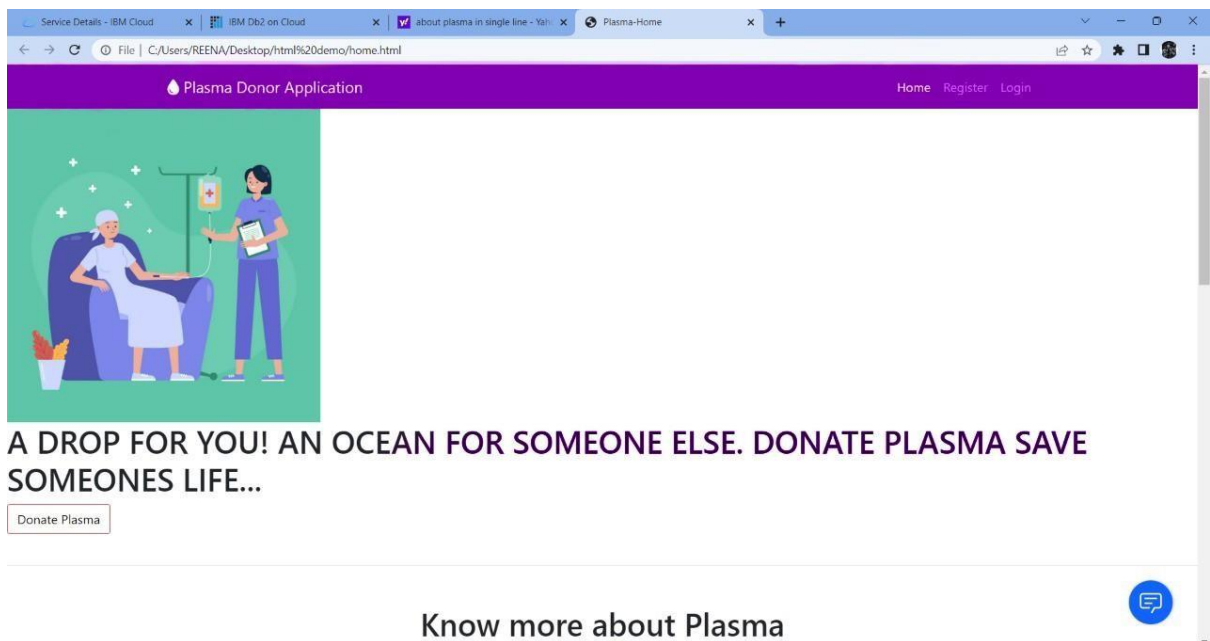 Service Details - IBM Cloud
IBM Db2 on Cloud
about plasma in single line - Yah
Plasma-Home
File | C:/Users/REENA/Desktop/html%20demo/home.html
Plasma Donor Application
Home Register Login
A DROP FOR YOU! AN OCEAN FOR SOMEONE ELSE. DONATE PLASMA SAVE
SOMEONES LIFE...
Donate Plasma
Know more about Plasma